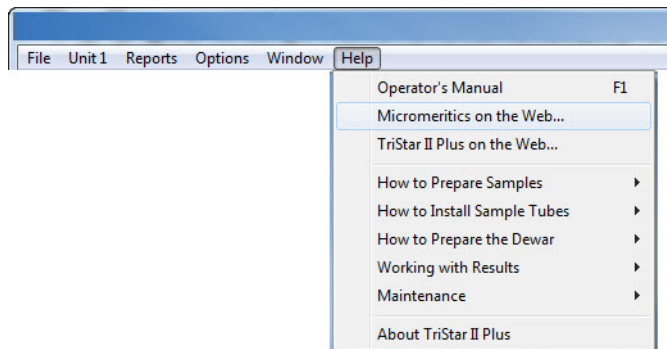 File Unit 1 Reports Options Window Help
Operator's Manual F1
Micromeritics on the Web...
TriStar II Plus on the Web...
How to Prepare Samples
How to Install Sample Tubes
How to Prepare the Dewar
Working with Results
Maintenance
About TriStar II Plus